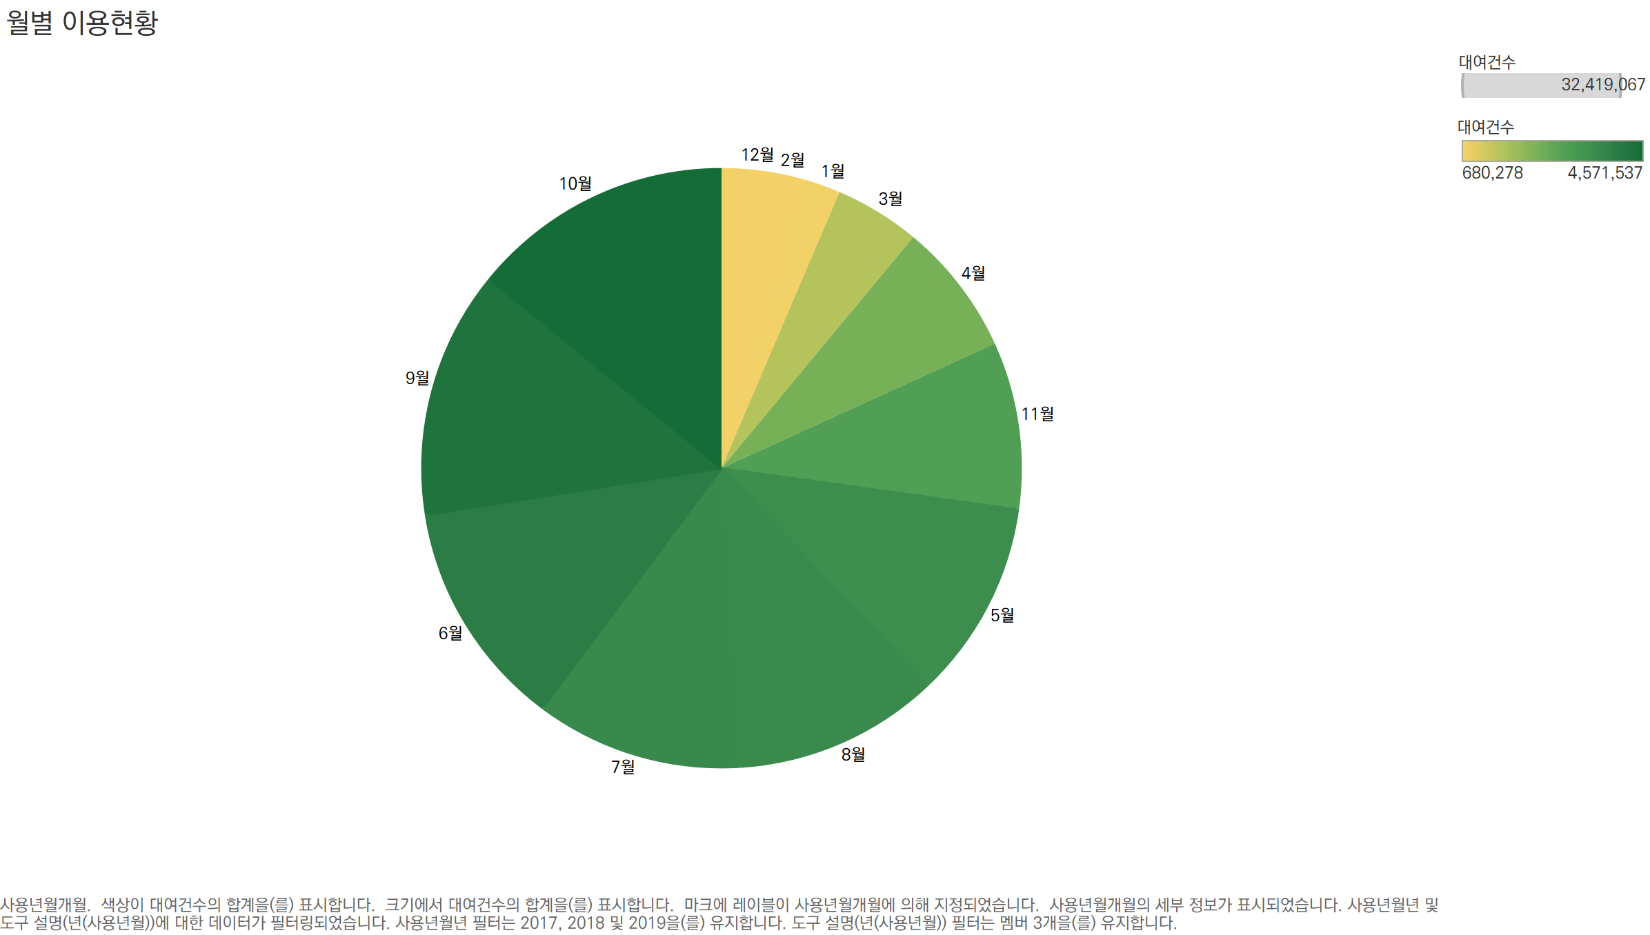 월별 이용현황
대여건수
32,419,067
대여건수
680,278 4,571,537
12월 2월 1월
3월
10월
4월
9월
11월
5월
6월
8월
7월
사용년월개월. 색상이 대여건수의 합계을(를) 표시합니다. 크기에서 대여건수의 합계을(를) 표시합니다. 마크에 레이블이 사용년월개월에 의해 지정되었습니다. 사용년월개월의 세부 정보가 표시되었습니다. 사용년월년 및
도구 설명(년(사용년월))에 대한 데이터가 필터링되었습니다. 사용년월년 필터는 2017, 2018 및 2019을(를) 유지합니다. 도구 설명(년(사용년월)) 필터는 멤버 3개을(를) 유지합니다.